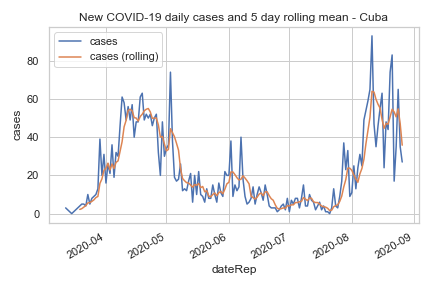 New COVID-19 daily cases and 5 day rolling mean - Cuba
cases
cases (rolling)
80
60
40
20
0
cases
2020-04
2020-05
2020-06
2020-07
2020-08
2020-09
dateRep